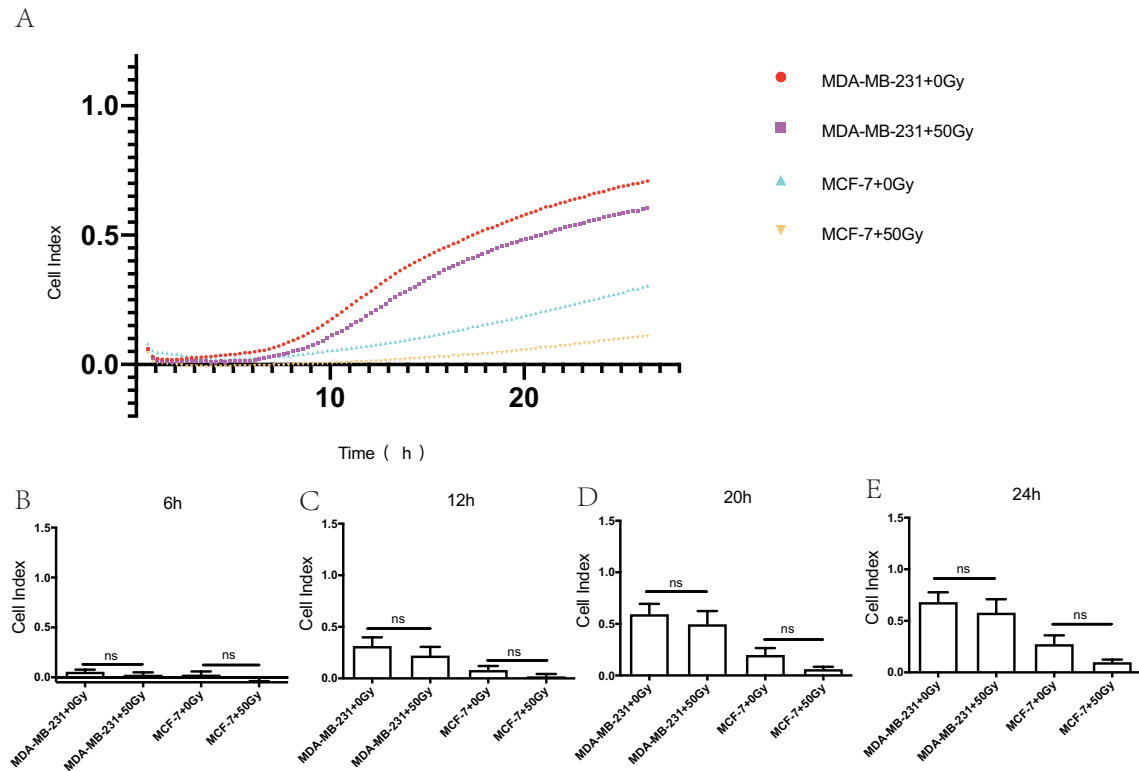 A
MDA-MB-231+0Gy
MDA-MB-231+50Gy
MCF-7+0Gy
MCF-7+50Gy
Cell Index
1.0
0.5
0.0
10
20
Time ( h )
B
6h
Cell Index
1.5
1.0
0.5
0.0
ns
ns
MDA-MB-231+0Gy
MDA-MB-231+50Gy
MCF-7+0Gy
MCF-7+50Gy
C
12h
Cell Index
1.5
1.0
0.5
0.0
ns
ns
MDA-MB-231+0Gy
MDA-MB-231+50Gy
MCF-7+0Gy
MCF-7+50Gy
D
20h
Cell Index
1.5
1.0
0.5
0.0
ns
ns
MDA-MB-231+0Gy
MDA-MB-231+50Gy
MCF-7+0Gy
MCF-7+50Gy
E
24h
Cell Index
1.5
1.0
0.5
0.0
ns
ns
MDA-MB-231+0Gy
MDA-MB-231+50Gy
MCF-7+0Gy
MCF-7+50Gy